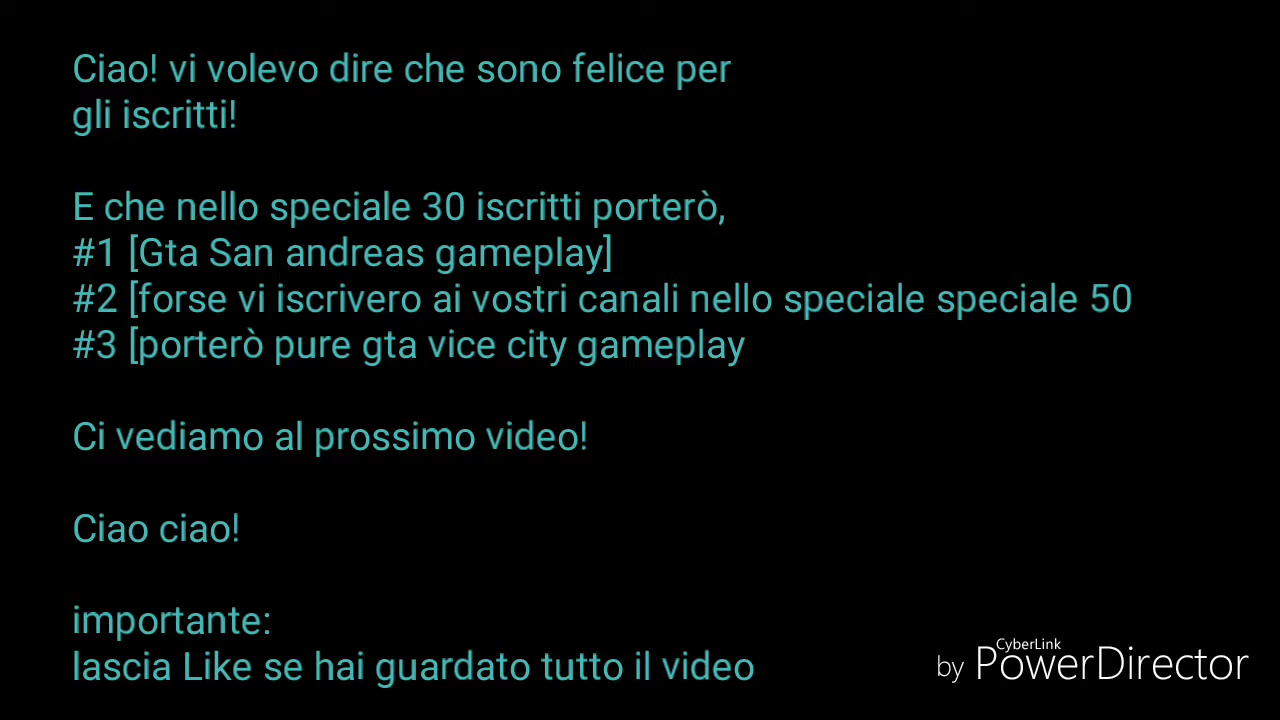 Ciao! vi volevo dire che sono felice per
gli iscritti!
E che nello speciale 30 iscritti porterò,
#1 [Gta San andreas gameplay]
#2 [forse vi iscrivero ai vostri canali nello speciale speciale 50
#3 [porterò pure gta vice city gameplay
Ci vediamo al prossimo video!
Ciao ciao!
importante:
lascia Like se hai guardato tutto il video
CyberLink
by PowerDirector